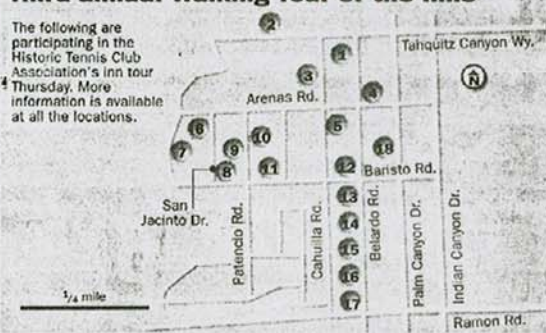 Third annual walking tour of the inns
The following are
participating in the
Historic Tennis Club
Association's inn tour
Thursday. More
information is available
at all the locations.
2
1
Tahquitz Canyon Wy.
3
N
4
Arenas Rd.
6
5
10
7
9
18
8
11
12
Baristo Rd.
San
Jacinto Dr.
13
14
15
16
17
Patencio Rd.
Cahuilla Rd.
Belardo Rd.
Palm Canyon Dr.
Indian Canyon Dr.
1/4 mile
Ramon Rd.